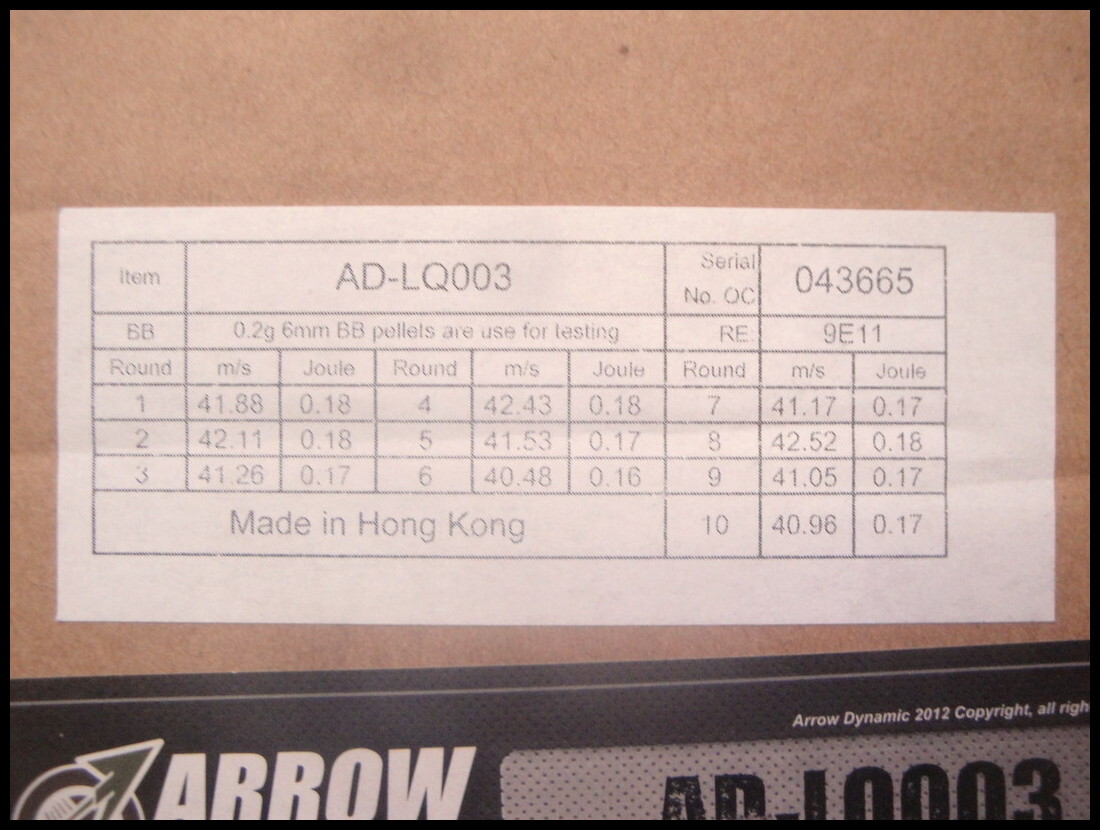 Item AD-LQ003 Serial No. OC 043665
BB 0.2g 6mm BB pellets are use for testing RE: 9E11
Round m/s Joule Round m/s Joule Round m/s Joule
1 41.88 0.18 4 42.43 0.18 7 41.17 0.17
2 42.11 0.18 5 41.53 0.17 8 42.52 0.18
3 41.26 0.17 6 40.48 0.16 9 41.05 0.17
Made in Hong Kong 10 40.96 0.17
Arrow Dynamic 2012 Copyright, all
ARROW
AD-LQ003